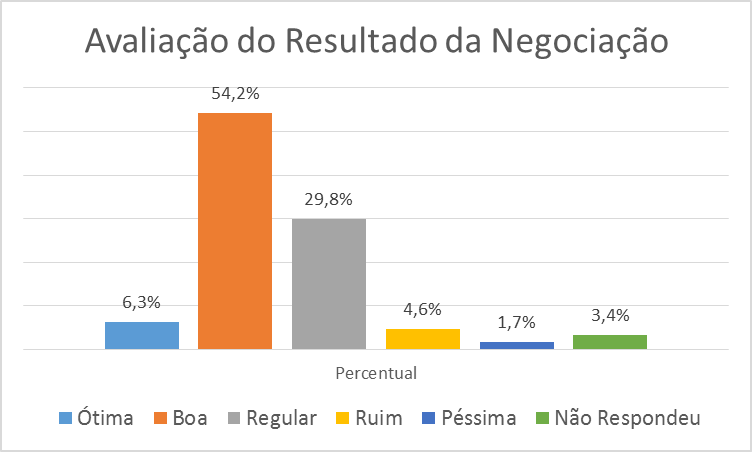 Avaliação do Resultado da Negociação
54,2%
29,8%
6,3%
4,6%
1,7%
3,4%
Percentual
Ótima
Boa
Regular
Ruim
Péssima
Não Respondeu